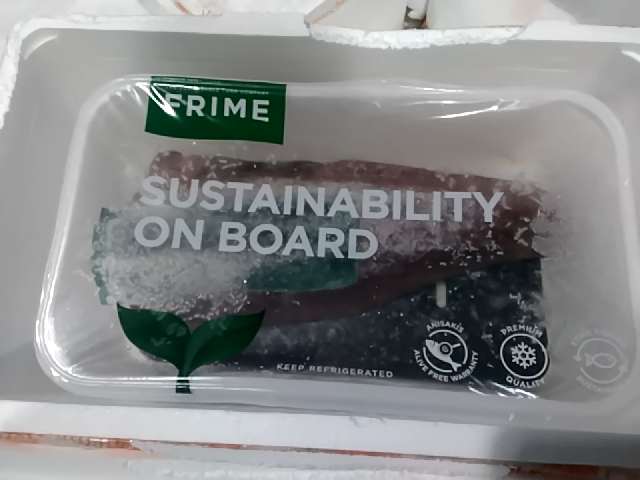 FRIME
SUSTAINABILITY
ON BOARD
KEEP REFRIGERATED
ANISAKIS
ALIVE FREE WARRANTY
PREMIUM
QUALITY